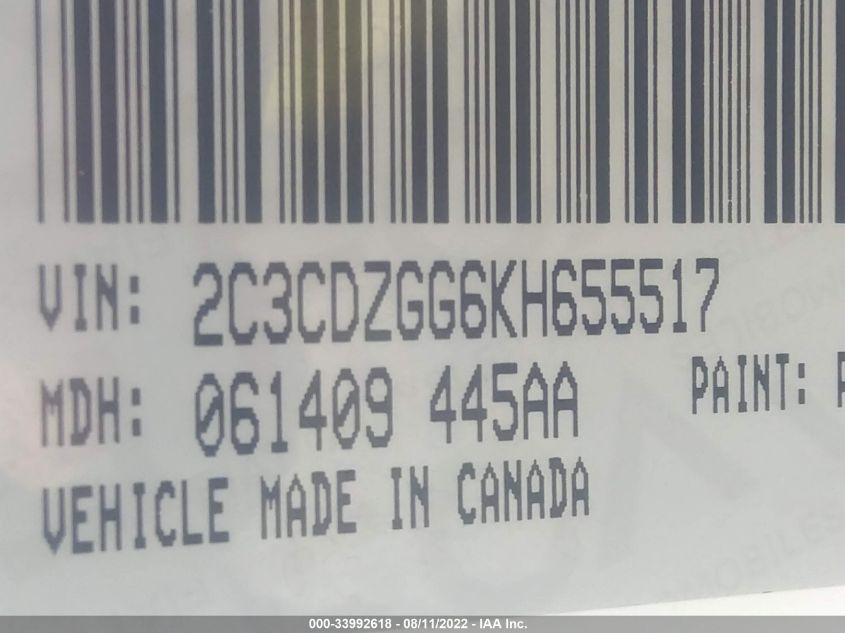 VIN: 2C3CDZGG6KH655517
MDH: 061409 445AA PAINT:
VEHICLE MADE IN CANADA
000-33992618 - 08/11/2022 - IAA Inc.